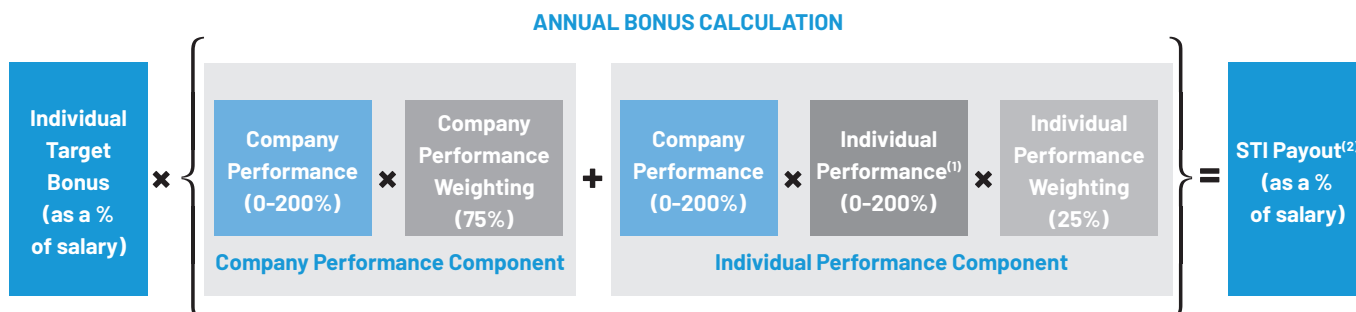 ANNUAL BONUS CALCULATION
Individual
Target
Bonus
(as a %
of salary)
×
{
Company
Performance
(0-200%)
×
Company
Performance
Weighting
(75%)
Company Performance Component
+
Company
Performance
(0-200%)
×
Individual
Performance(1)
(0-200%)
×
Individual
Performance
Weighting
(25%)
Individual Performance Component
}
=
STI Payout(2)
(as a %
of salary)